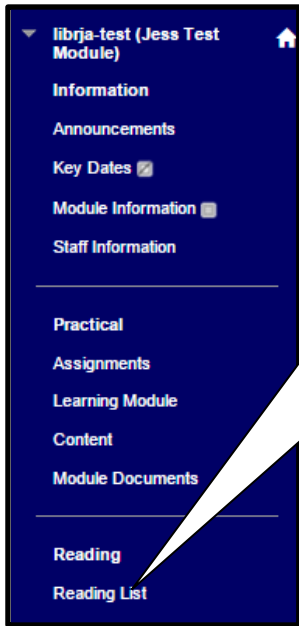 librja-test (Jess Test
Module)
Information
Announcements
Key Dates
Module Information
Staff Information
Practical
Assignments
Learning Module
Content
Module Documents
Reading
Reading List